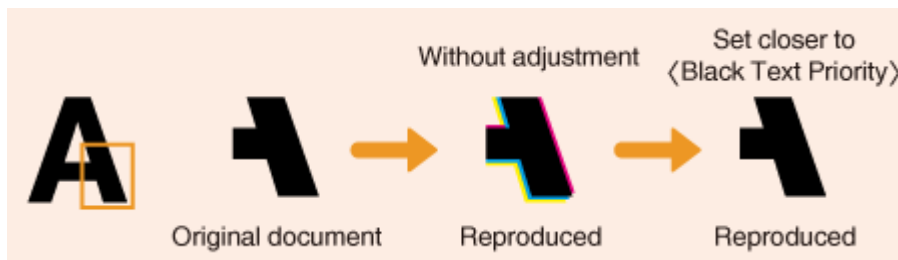 A
Original document
Without adjustment
Reproduced
Set closer to
〈Black Text Priority〉
Reproduced